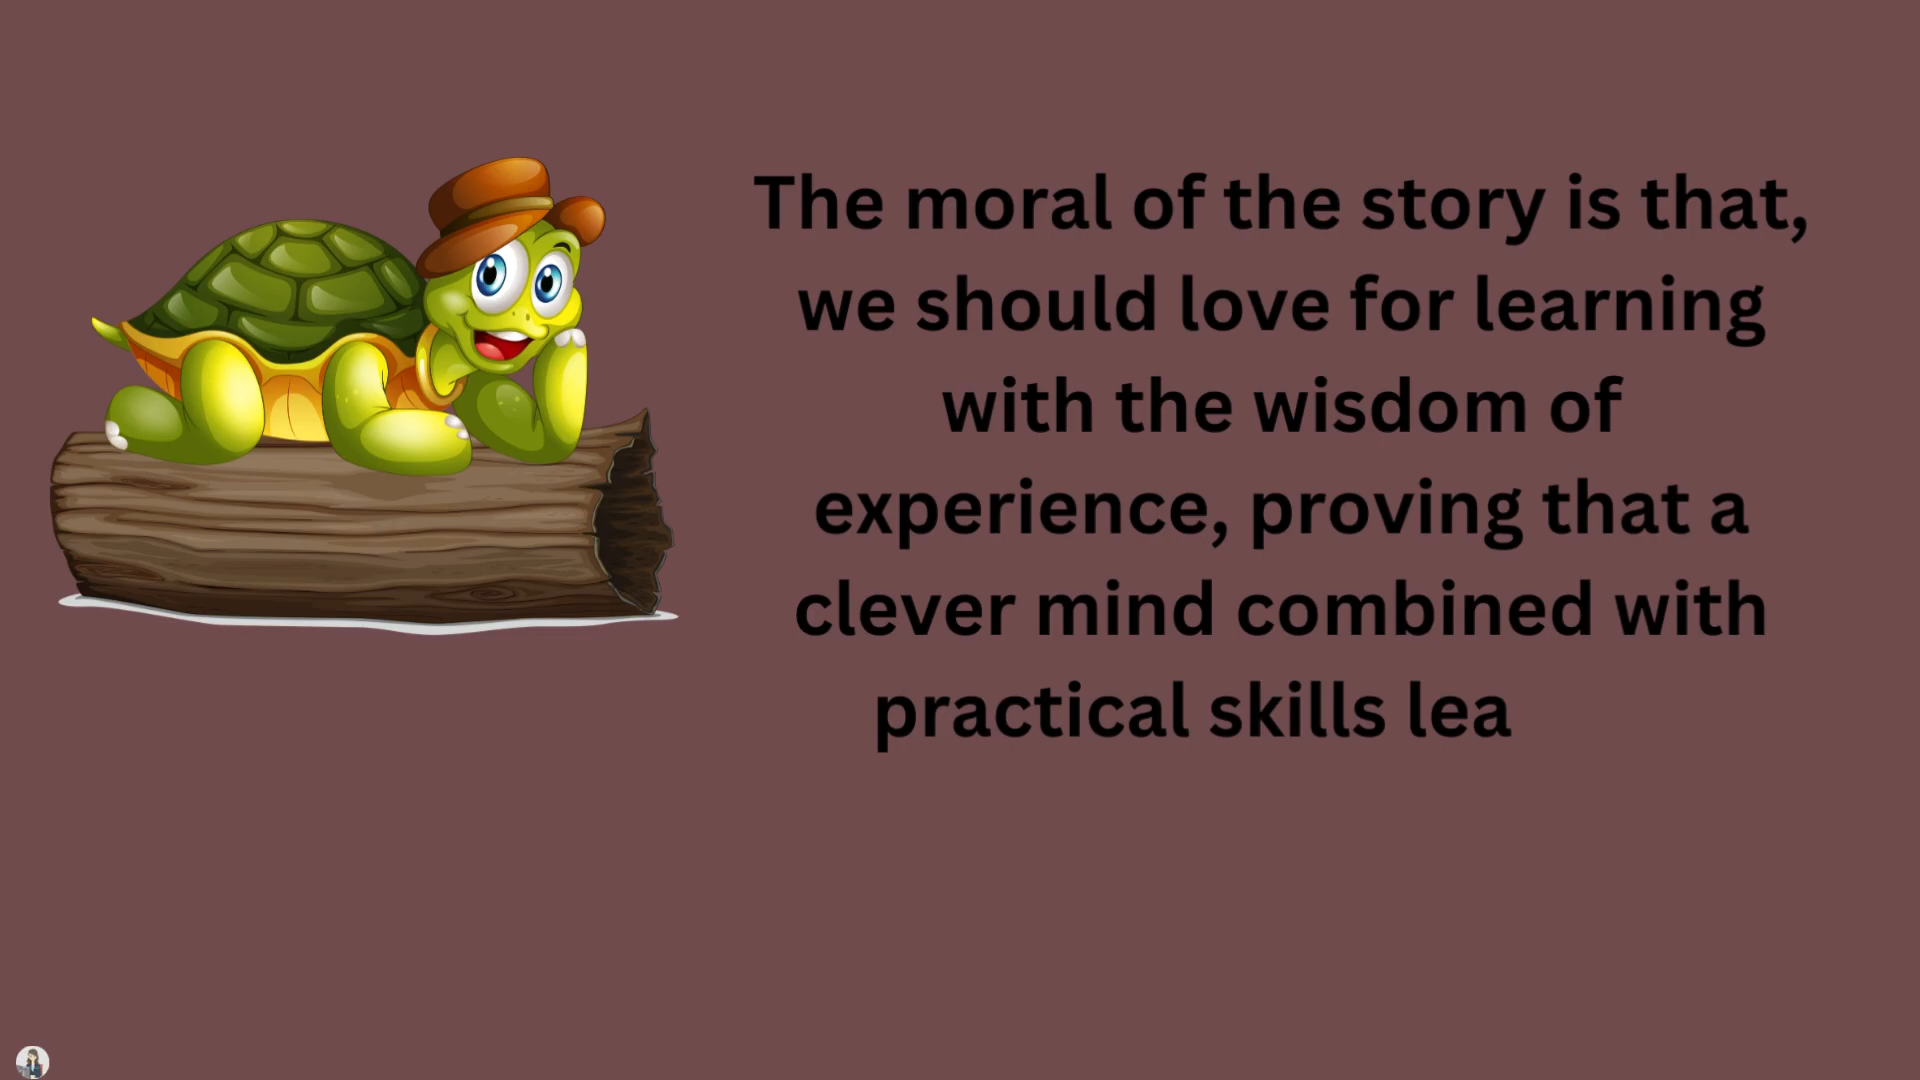 The moral of the story is that,
we should love for learning
with the wisdom of
experience, proving that a
clever mind combined with
practical skills lea